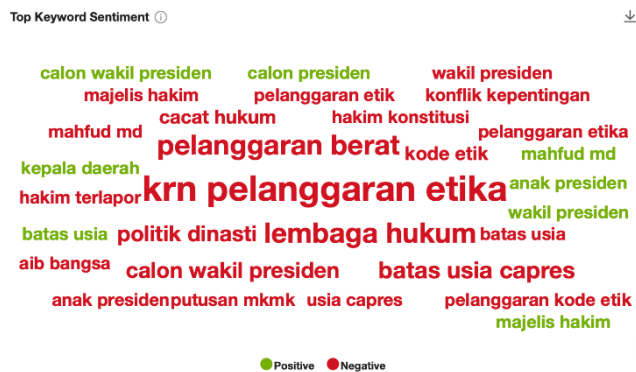 Top Keyword Sentiment
calon wakil presiden calon presiden wakil presiden
majelis hakim pelanggaran etik konflik kepentingan
cacat hukum hakim konstitusi
mahfud md pelanggaran etika
pelanggaran berat kode etik mahfud md
kepala daerah
krn pelanggaran etika anak presiden
hakim terlapor
wakil presiden
batas usia politik dinasti lembaga hukum batas usia
aib bangsa calon wakil presiden batas usia capres
anak presiden putusan mkmk usia capres pelanggaran kode etik
majelis hakim
Positive Negative